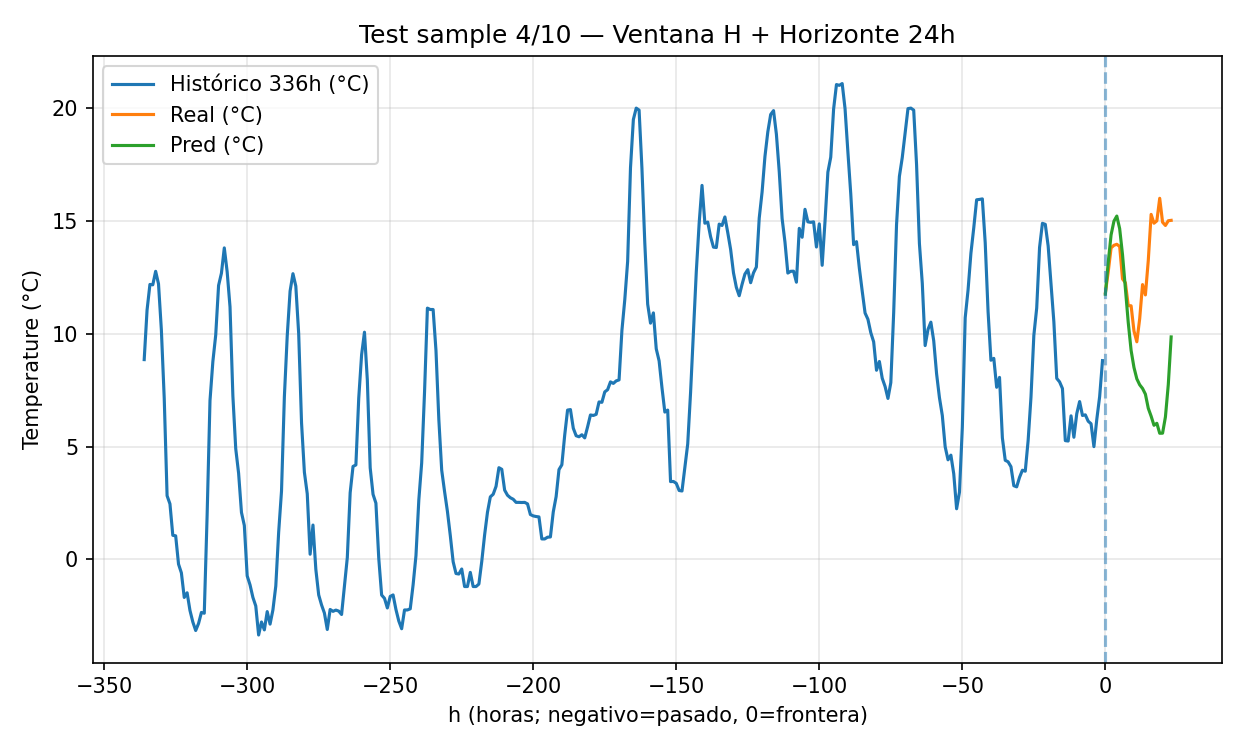 Test sample 4/10 — Ventana H + Horizonte 24h
Histórico 336h (°C)
Real (°C)
Pred (°C)
Temperature (°C)
20
15
10
5
0
−350
−300
−250
−200
−150
−100
−50
0
h (horas; negativo=pasado, 0=frontera)